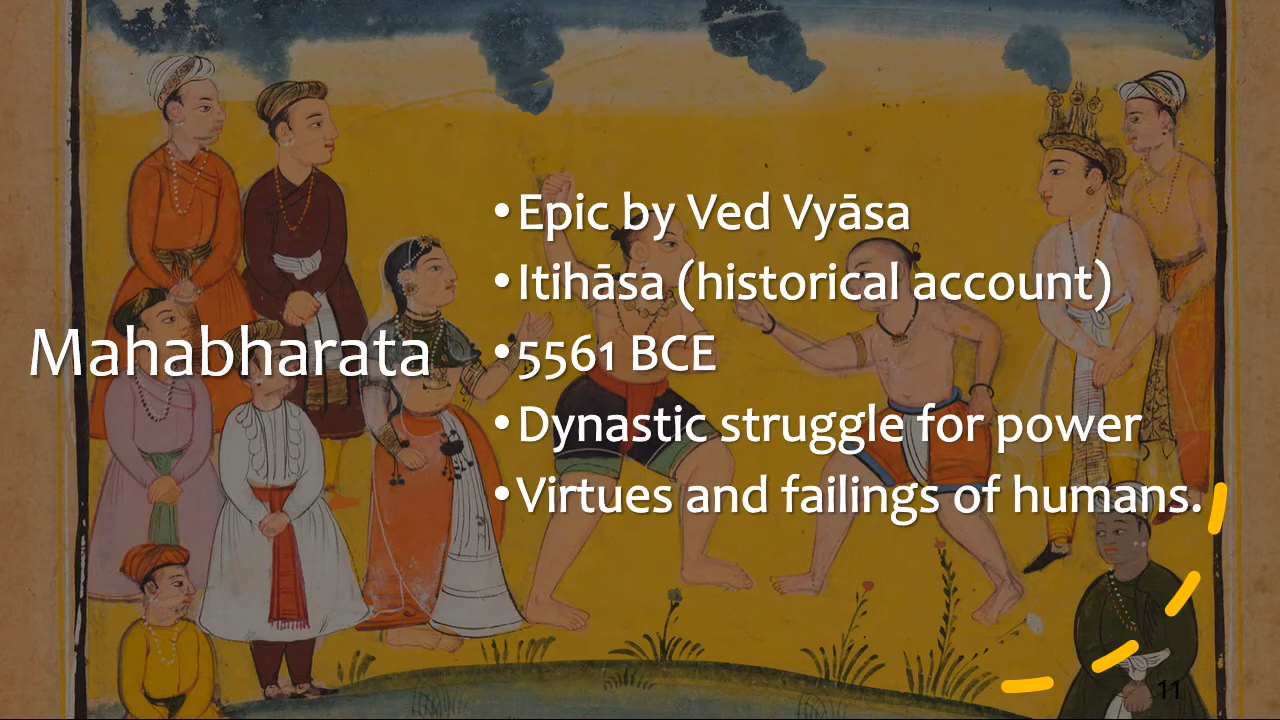 Mahabharata
•Epic by Ved Vyāsa
•Itihāsa (historical account)
•5561 BCE
•Dynastic struggle for power
•Virtues and failings of humans.
11